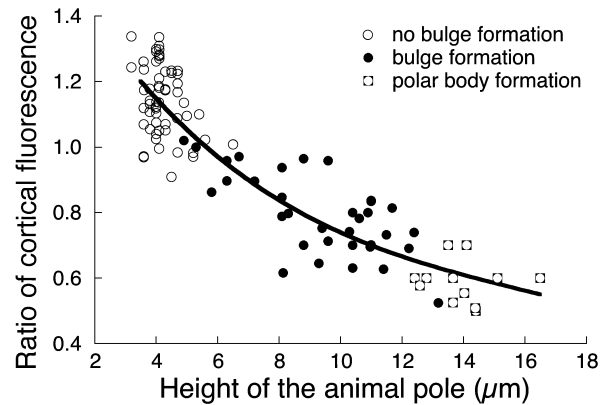 no bulge formation
bulge formation
polar body formation
Ratio of cortical fluorescence
1.4
1.2
1.0
0.8
0.6
0.4
2 4 6 8 10 12 14 16 18
Height of the animal pole (μm)